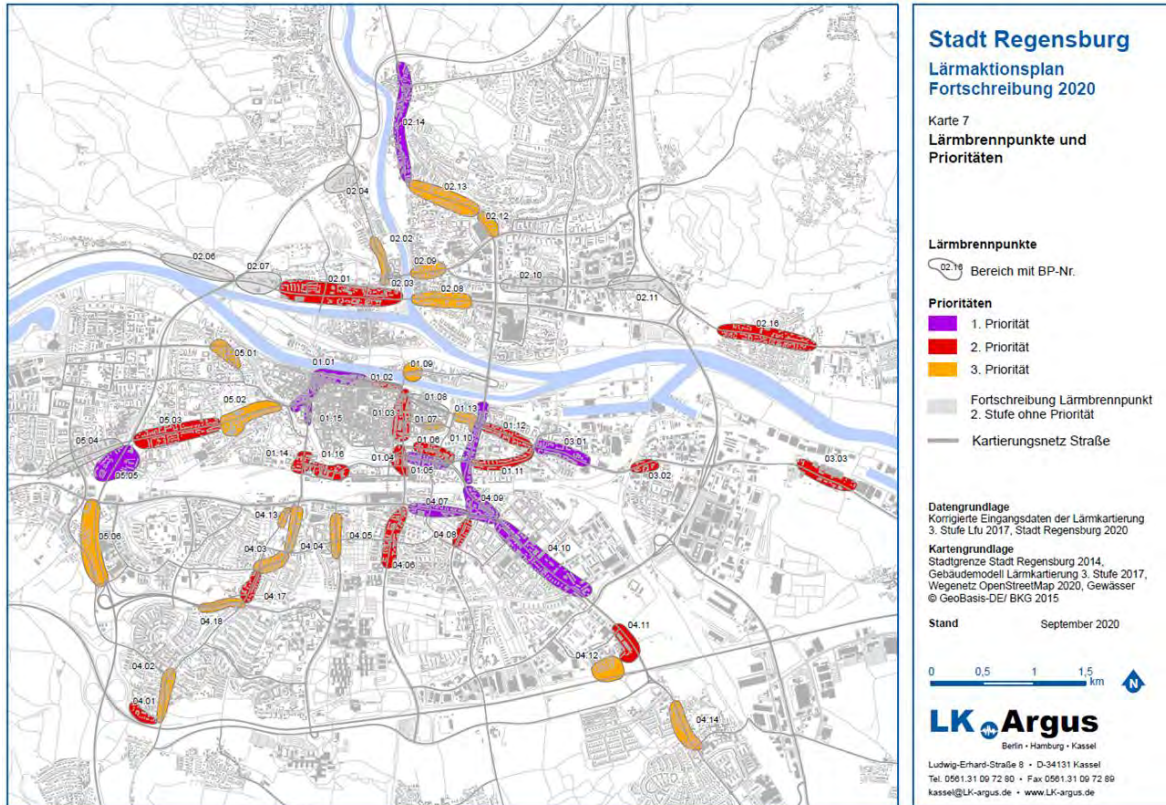 02.14
02.04
02.13
02.12
02.02
02.06
02.07
02.01
02.09
02.03
02.08
02.10
02.11
02.16
05.01
01.01
01.09
01.02
05.02
01.08
01.03
01.07
01.13
01.15
05.03
01.12
05.04
01.06
01.10
03.01
01.14
01.16
01.04
01.05
01.11
03.02
03.03
05.05
04.07
04.09
04.13
05.06
04.03
04.04
04.05
04.08
04.10
04.06
04.17
04.18
04.11
04.02
04.12
04.01
04.14
Stadt Regensburg
Lärmaktionsplan
Fortschreibung 2020
Karte 7
Lärmbrennpunkte und
Prioritäten
Lärmbrennpunkte
02.16 Bereich mit BP-Nr.
Prioritäten
1. Priorität
2. Priorität
3. Priorität
Fortschreibung Lärmbrennpunkt
2. Stufe ohne Priorität
Kartierungsnetz Straße
Datengrundlage
Korrigierte Eingangsdaten der Lärmkartierung
3. Stufe Lfu 2017, Stadt Regensburg 2020
Kartengrundlage
Stadtgrenze Stadt Regensburg 2014,
Gebäudemodell Lärmkartierung 3. Stufe 2017,
Wegenetz OpenStreetMap 2020, Gewässer
© GeoBasis-DE/ BKG 2015
Stand September 2020
0 0,5 1 1,5
km
N
LK Argus
Berlin • Hamburg • Kassel
Ludwig-Erhard-Straße 8 • D-34131 Kassel
Tel. 0561.31 09 72 80 • Fax 0561.31 09 72 89
kassel@LK-argus.de • www.LK-argus.de